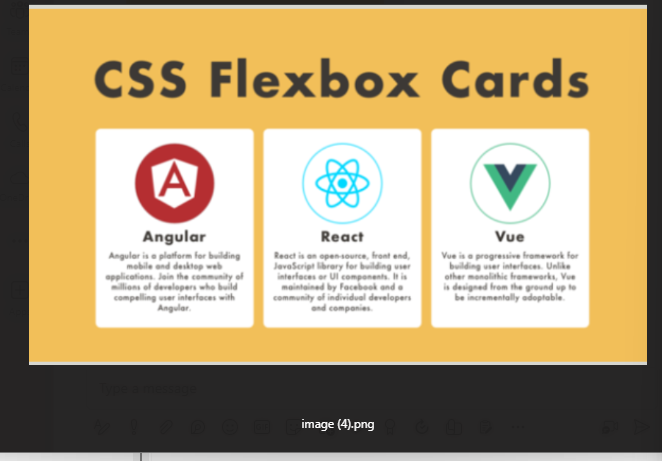 CSS Flexbox Cards
Angular
Angular is a platform for building
mobile and desktop web
applications. Join the community of
millions of developers who build
compelling user interfaces with
Angular.
React
React is an open-source, front end,
JavaScript library for building user
interfaces or UI components. It is
maintained by Facebook and a
community of individual developers
and companies.
Vue
Vue is a progressive framework for
building user interfaces. Unlike
other monolithic frameworks, Vue
is designed from the ground up to
be incrementally adoptable.
Type a message
image (4).png